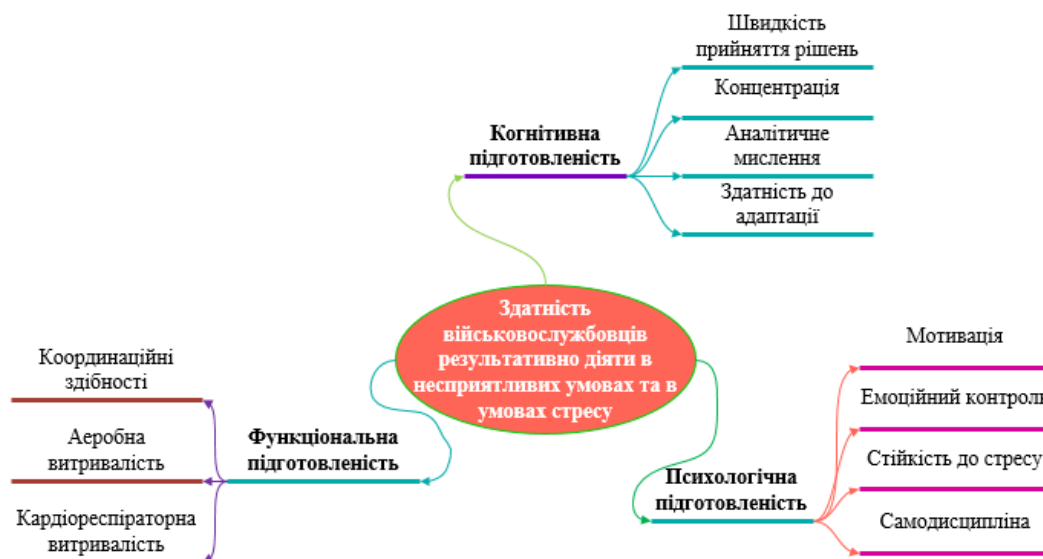 Швидкість
прийняття рішень
Концентрація
Когнітивна
підготовленість
Аналітичне
мислення
Здатність до
адаптації
Здатність
військовослужбовців
результативно діяти в
несприятливих умовах та в
умовах стресу
Координаційні
здібності
Аеробна
витривалість
Кардіореспіраторна
витривалість
Функціональна
підготовленість
Психологічна
підготовленість
Мотивація
Емоційний контроль
Стійкість до стресу
Самодисципліна